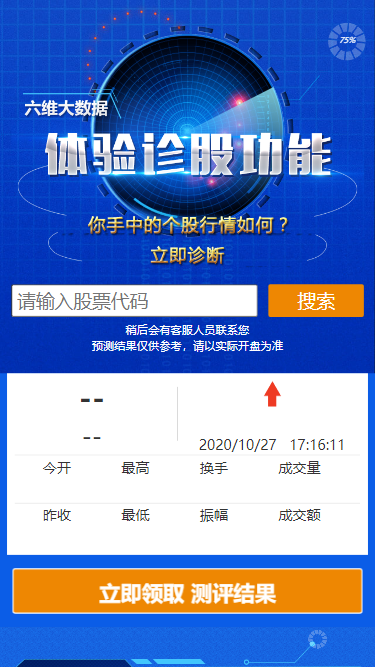 75%
六维大数据
体验诊股功能
你手中的个股行情如何？
立即诊断
请输入股票代码 搜索
稍后会有客服人员联系您
预测结果仅供参考，请以实际开盘为准
--
--
2020/10/27 17:16:11
今开 最高 换手 成交量
昨收 最低 振幅 成交额
立即领取 测评结果